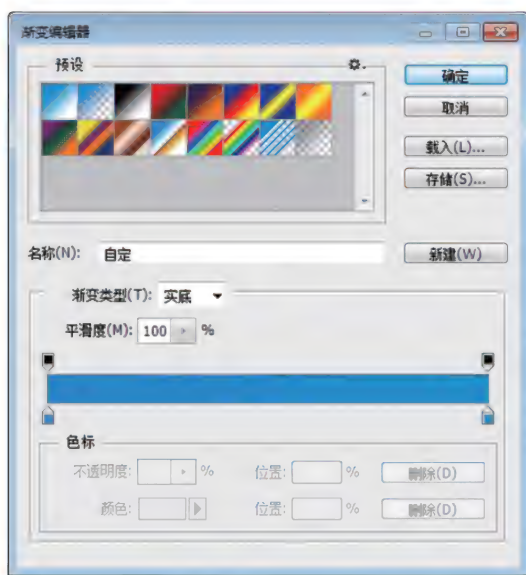 渐变编辑器
预设
确定
取消
载入(L)...
存储(S)...
名称(N): 自定
新建(W)
渐变类型(T): 实底
平滑度(M): 100 %
色标
不透明度: % 位置: % 删除(D)
颜色: 位置: % 删除(D)